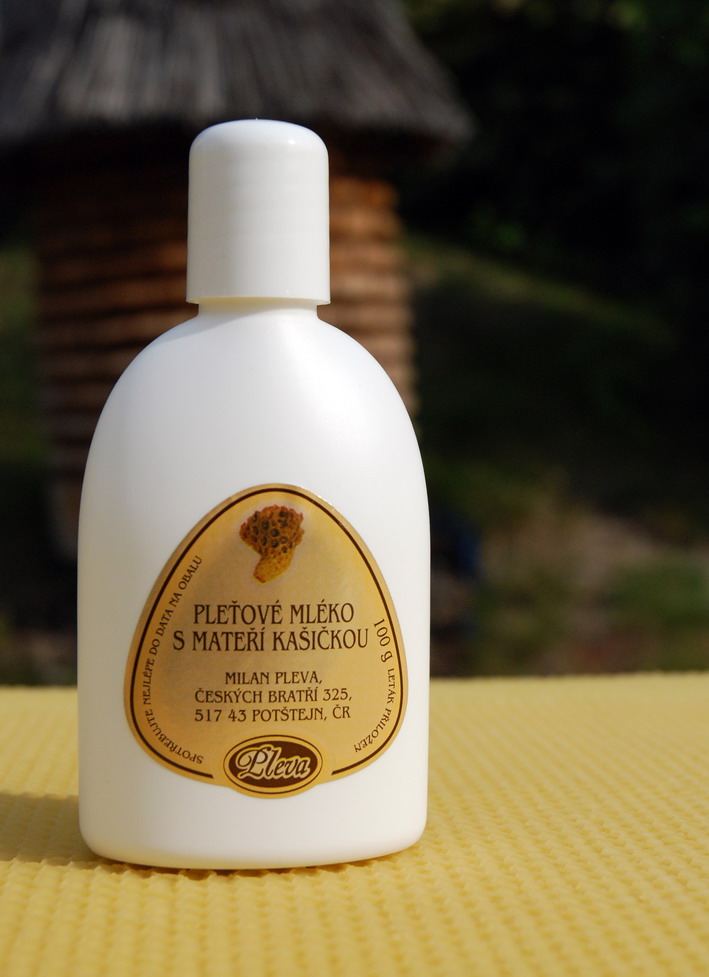 PLEŤOVÉ MLÉKO
S MATEŘÍ KAŠIČKOU
MILAN PLEVA,
ČESKÝCH BRATŘÍ 325,
517 43 POTŠTEJN, ČR
SPOTŘEBUJTE NEJLÉPE DO DATA NA OBALU
100 g LETÁK PŘILOŽEN
Pleva